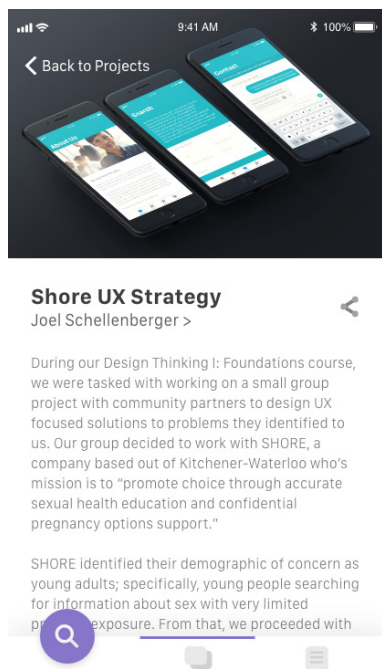 9:41 AM
100%
Back to Projects
About Us
Boards
Contact
Shore UX Strategy
Joel Schellenberger >
During our Design Thinking I: Foundations course,
we were tasked with working on a small group
project with community partners to design UX
focused solutions to problems they identified to
us. Our group decided to work with SHORE, a
company based out of Kitchener-Waterloo who's
mission is to “promote choice through accurate
sexual health education and confidential
pregnancy options support.”
SHORE identified their demographic of concern as
young adults; specifically, young people searching
for information about sex with very limited
exposure. From that, we proceeded with